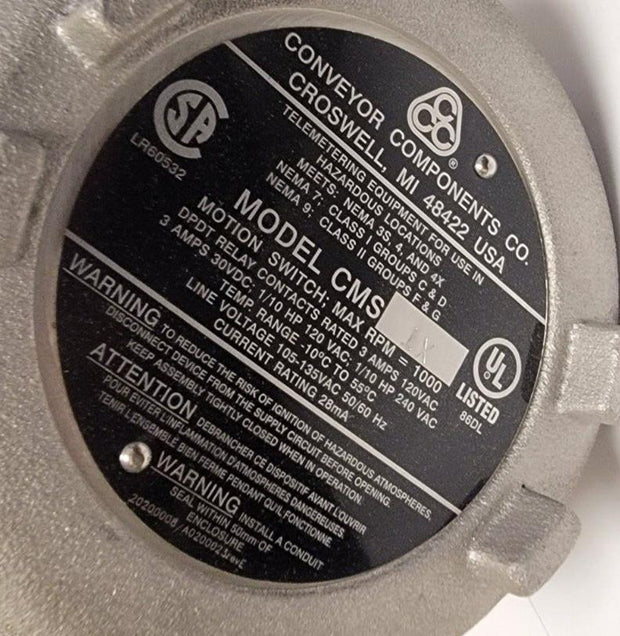 CONVEYOR COMPONENTS CO.
CROSWELL, MI 48422 USA
CCC
®
SA
LR60532
TELEMETERING EQUIPMENT FOR USE IN
HAZARDOUS LOCATIONS
MEETS: NEMA 3S, 4, AND 4X
NEMA 7; CLASS I GROUPS C & D
NEMA 9; CLASS II GROUPS F & G
MODEL CMS 1X
MOTION SWITCH; MAX RPM = 1000
DPDT RELAY CONTACTS RATED 3 AMPS 120VAC
3 AMPS 30VDC: 1/10 HP 120 VAC: 1/10 HP 240 VAC
TEMP. RANGE -10°C TO 55°C
LINE VOLTAGE 105-135VAC 50/60 Hz
CURRENT RATING 28mA
UL
LISTED
86DL
WARNING TO REDUCE THE RISK OF IGNITION OF HAZARDOUS ATMOSPHERES,
DISCONNECT DEVICE FROM THE SUPPLY CIRCUIT BEFORE OPENING.
KEEP ASSEMBLY TIGHTLY CLOSED WHEN IN OPERATION.
ATTENTION DEBRANCHER CE DISPOSITIF AVANT L'OUVRIR
POUR EVITER L'INFLAMMATION D'ATMOSPHERES DANGEREUSES
TENIR L'ENSEMBLE BIEN FERME PENDANT QU'IL FONCTIONNE
WARNING INSTALL A CONDUIT
SEAL WITHIN 50mm OF
ENCLOSURE
20200008/A0200023revE